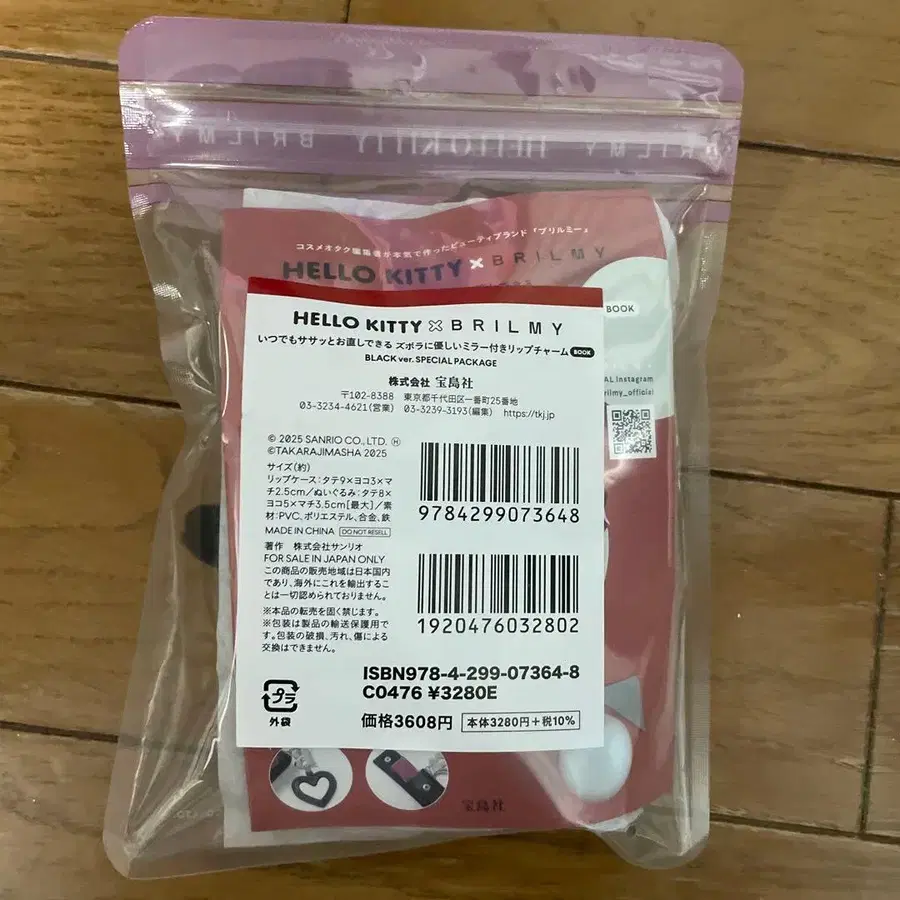 BRILMY HELLO KITTY BRILMY
コスメオタク編集者が本気で作ったビューティブランド『ブリルミー』
HELLO KITTY × BRILMY
BOOK
HELLO KITTY × BRILMY
いつでもササッとお直しできる ズボラに優しいミラー付きリップチャーム BOOK
BLACK ver. SPECIAL PACKAGE
株式会社 宝島社
〒102-8388 東京都千代田区一番町25番地
03-3234-4621(営業) 03-3239-3193(編集) https://tkj.jp
AL Instagram
rilmy_official
© 2025 SANRIO CO., LTD. Ⓗ
©TAKARAJIMASHA 2025
サイズ(約)
リップケース:タテ9×ヨコ3×マ
チ2.5cm/ぬいぐるみ:タテ8×
ヨコ5×マチ3.5cm[最大]/素
材:PVC、ポリエステル、合金、鉄
MADE IN CHINA DO NOT RESELL
著作 株式会社サンリオ
FOR SALE IN JAPAN ONLY
この商品の販売地域は日本国内
であり、海外にこれを輸出するこ
とは一切認められておりません。
※本品の転売を固く禁じます。
※包装は製品の輸送保護用で
す。包装の破損、汚れ、傷による
交換はできません。
9784299073648
1920476032802
ISBN978-4-299-07364-8
C0476 ¥3280E
プラ
外袋
価格3608円 本体3280円+税10%
宝島社